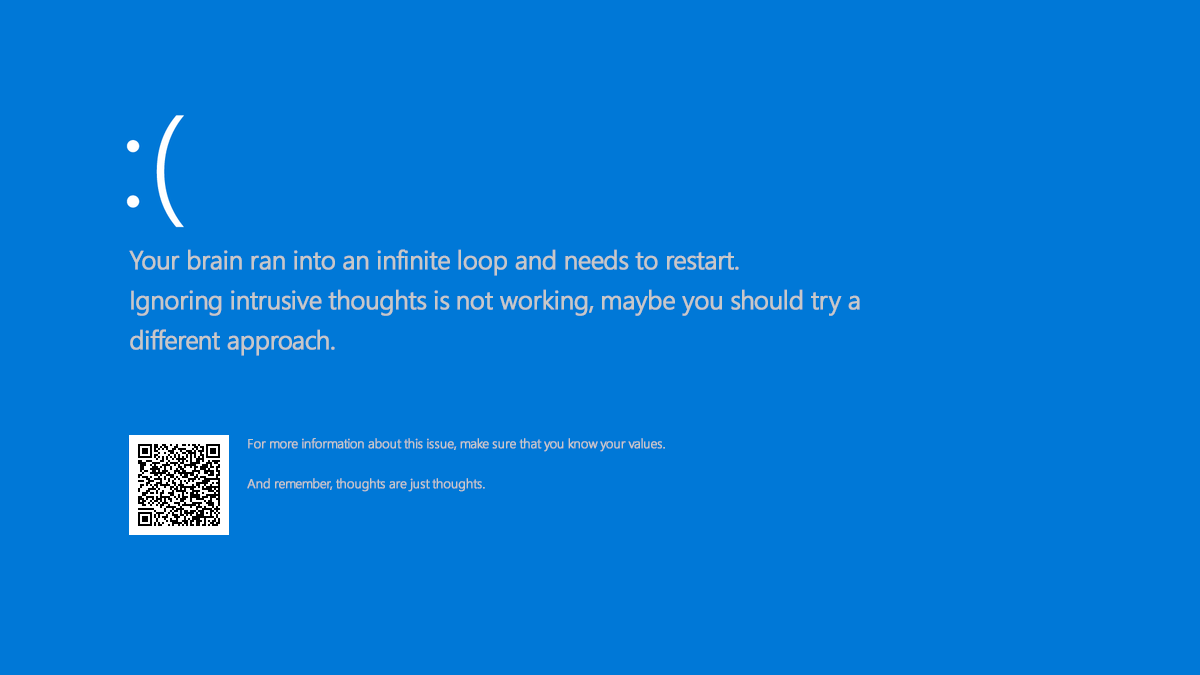 :(
Your brain ran into an infinite loop and needs to restart.
Ignoring intrusive thoughts is not working, maybe you should try a
different approach.
For more information about this issue, make sure that you know your values.
And remember, thoughts are just thoughts.